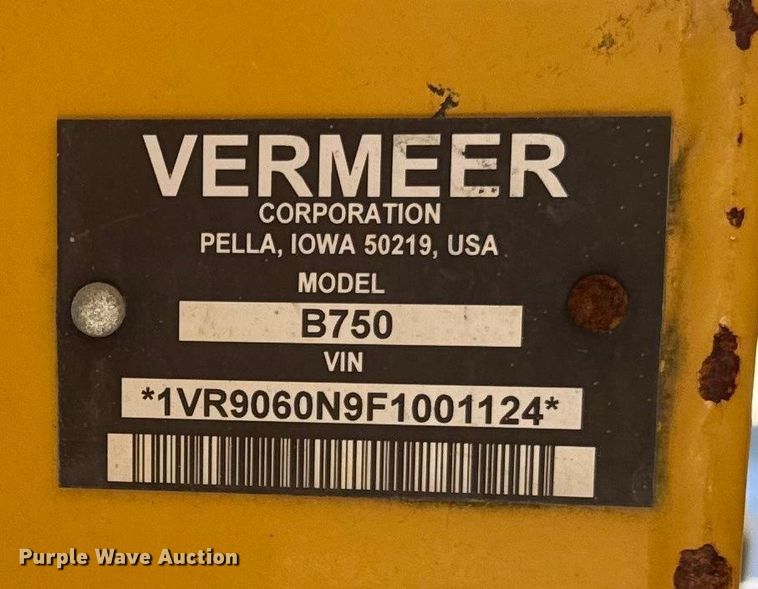 VERMEER
CORPORATION
PELLA, IOWA 50219, USA
MODEL
B750
VIN
*1VR9060N9F1001124*
Purple Wave Auction